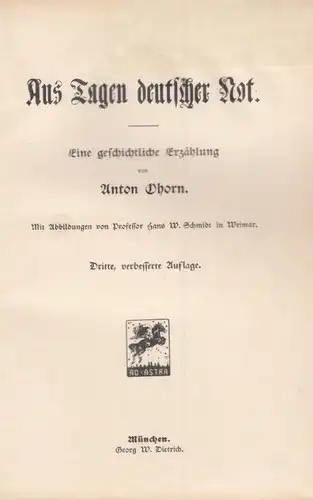 Aus Tagen deutscher Not.
Eine geschichtliche Erzählung
von
Anton Ohorn.
Mit Abbildungen von Professor Hans W. Schmidt in Weimar.
Dritte, verbesserte Auflage.
AD·ASTRA
München.
Georg W. Dietrich.